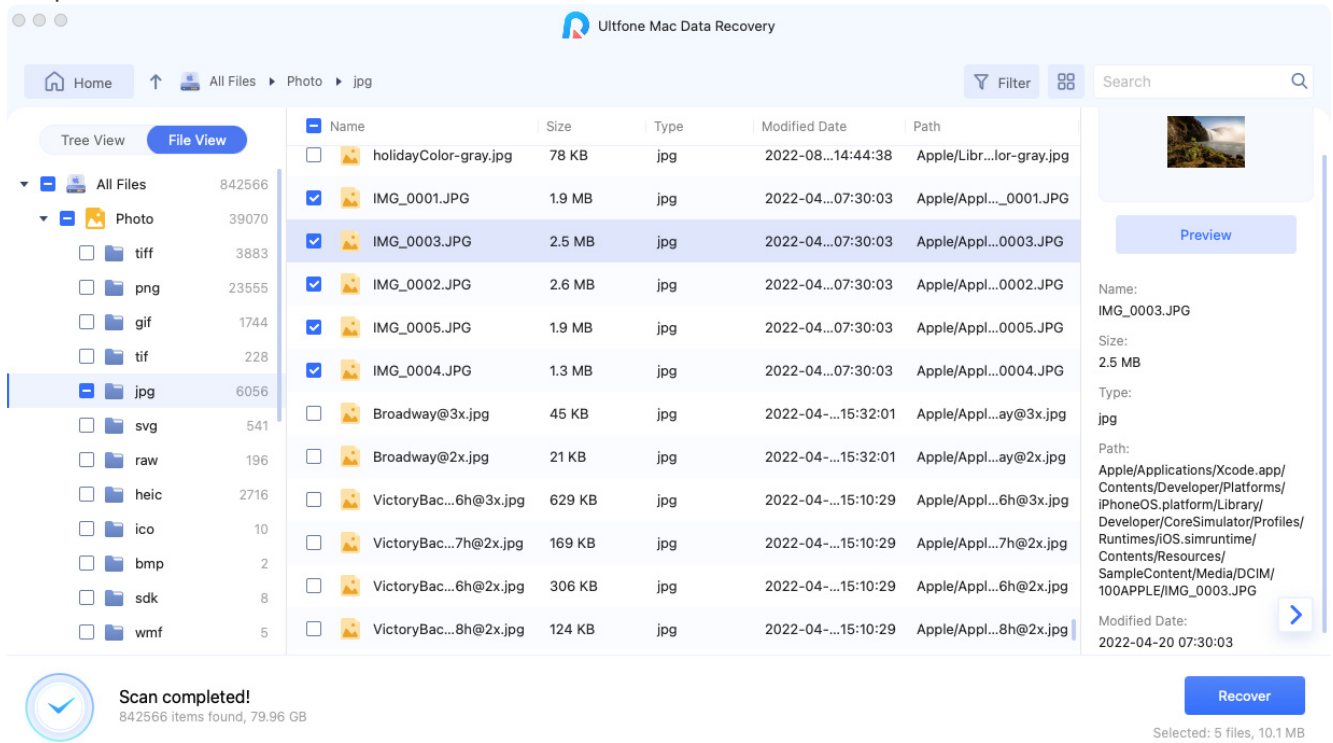 Ultfone Mac Data Recovery
Home All Files Photo jpg Filter Search
Tree View File View
All Files 842566
Photo 39070
tiff 3883
png 23555
gif 1744
tif 228
jpg 6056
svg 541
raw 196
heic 2716
ico 10
bmp 2
sdk 8
wmf 5
Name Size Type Modified Date Path
holidayColor-gray.jpg 78 KB jpg 2022-08...14:44:38 Apple/Libr...lor-gray.jpg
IMG_0001.JPG 1.9 MB jpg 2022-04...07:30:03 Apple/Appl..._0001.JPG
IMG_0003.JPG 2.5 MB jpg 2022-04...07:30:03 Apple/Appl...0003.JPG
IMG_0002.JPG 2.6 MB jpg 2022-04...07:30:03 Apple/Appl...0002.JPG
IMG_0005.JPG 1.9 MB jpg 2022-04...07:30:03 Apple/Appl...0005.JPG
IMG_0004.JPG 1.3 MB jpg 2022-04...07:30:03 Apple/Appl...0004.JPG
Broadway@3x.jpg 45 KB jpg 2022-04-...15:32:01 Apple/Appl...ay@3x.jpg
Broadway@2x.jpg 21 KB jpg 2022-04-...15:32:01 Apple/Appl...ay@2x.jpg
VictoryBac...6h@3x.jpg 629 KB jpg 2022-04-...15:10:29 Apple/Appl...6h@3x.jpg
VictoryBac...7h@2x.jpg 169 KB jpg 2022-04-...15:10:29 Apple/Appl...7h@2x.jpg
VictoryBac...6h@2x.jpg 306 KB jpg 2022-04-...15:10:29 Apple/Appl...6h@2x.jpg
VictoryBac...8h@2x.jpg 124 KB jpg 2022-04-...15:10:29 Apple/Appl...8h@2x.jpg
Preview
Name:
IMG_0003.JPG
Size:
2.5 MB
Type:
jpg
Path:
Apple/Applications/Xcode.app/
Contents/Developer/Platforms/
iPhoneOS.platform/Library/
Developer/CoreSimulator/Profiles/
Runtimes/iOS.simruntime/
Contents/Resources/
SampleContent/Media/DCIM/
100APPLE/IMG_0003.JPG
Modified Date:
2022-04-20 07:30:03
Scan completed!
842566 items found, 79.96 GB
Recover
Selected: 5 files, 10.1 MB